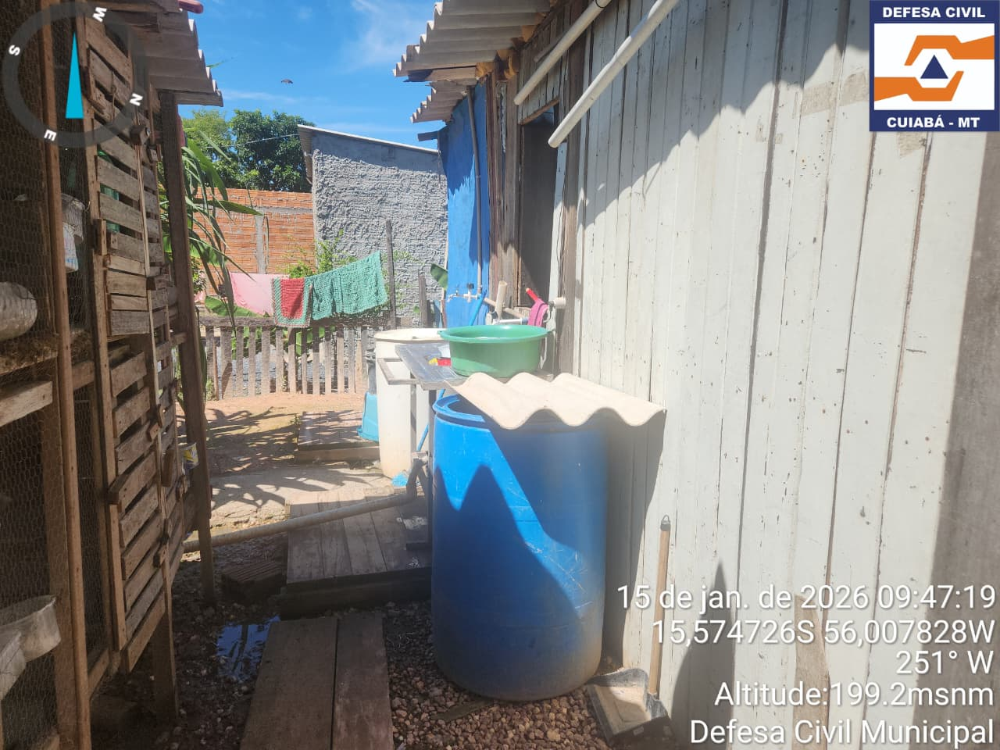 DEFESA CIVIL
CUIABÁ - MT
W
S
N
E
15 de jan. de 2026 09:47:19
15,574726S 56,007828W
251° W
Altitude:199.2msnm
Defesa Civil Municipal